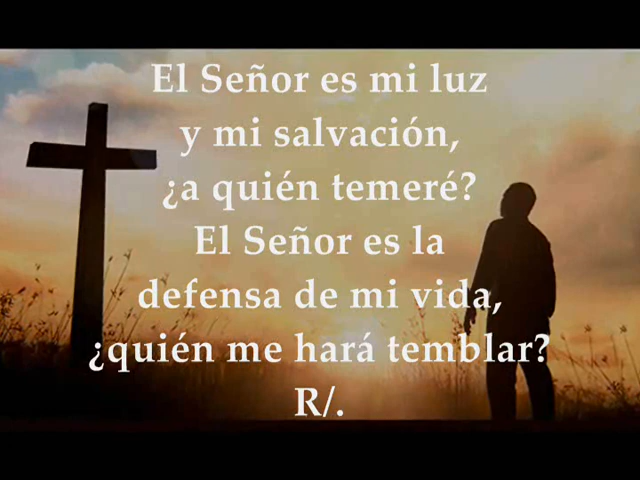 El Señor es mi luz
y mi salvación,
¿a quién temeré?
El Señor es la
defensa de mi vida,
¿quién me hará temblar?
R/.